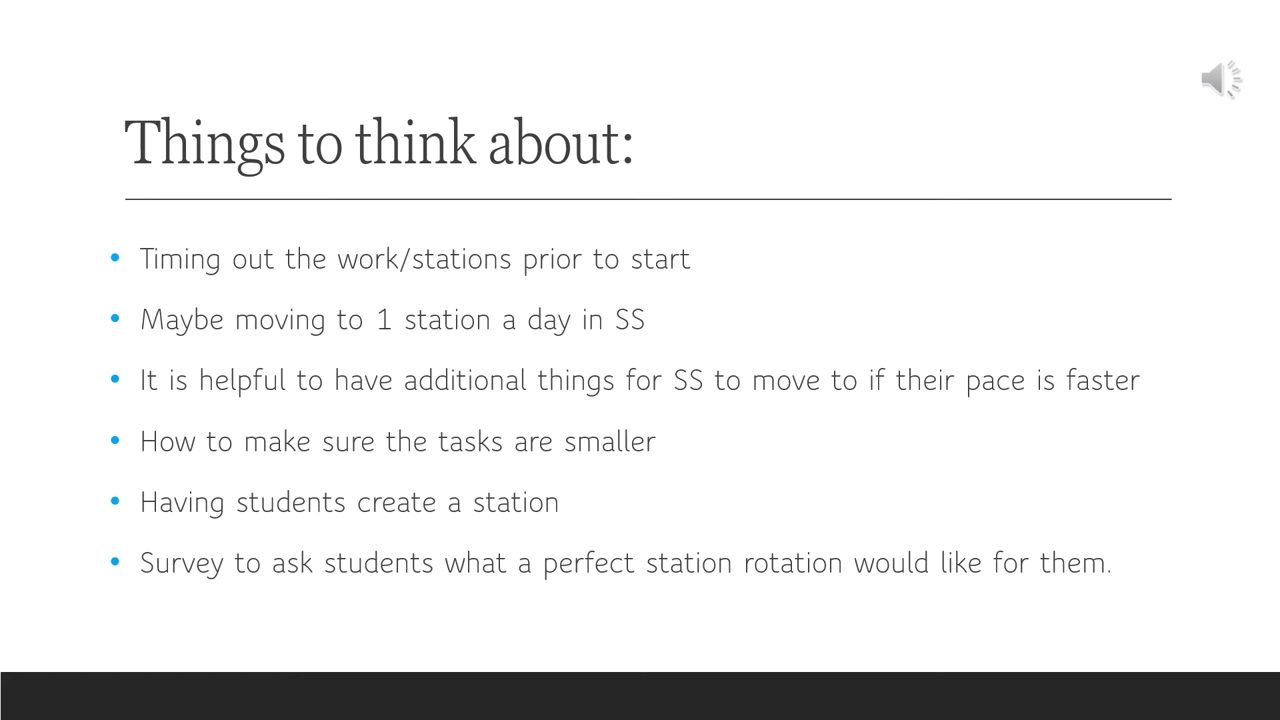 Things to think about:
• Timing out the work/stations prior to start
• Maybe moving to 1 station a day in SS
• It is helpful to have additional things for SS to move to if their pace is faster
• How to make sure the tasks are smaller
• Having students create a station
• Survey to ask students what a perfect station rotation would like for them.